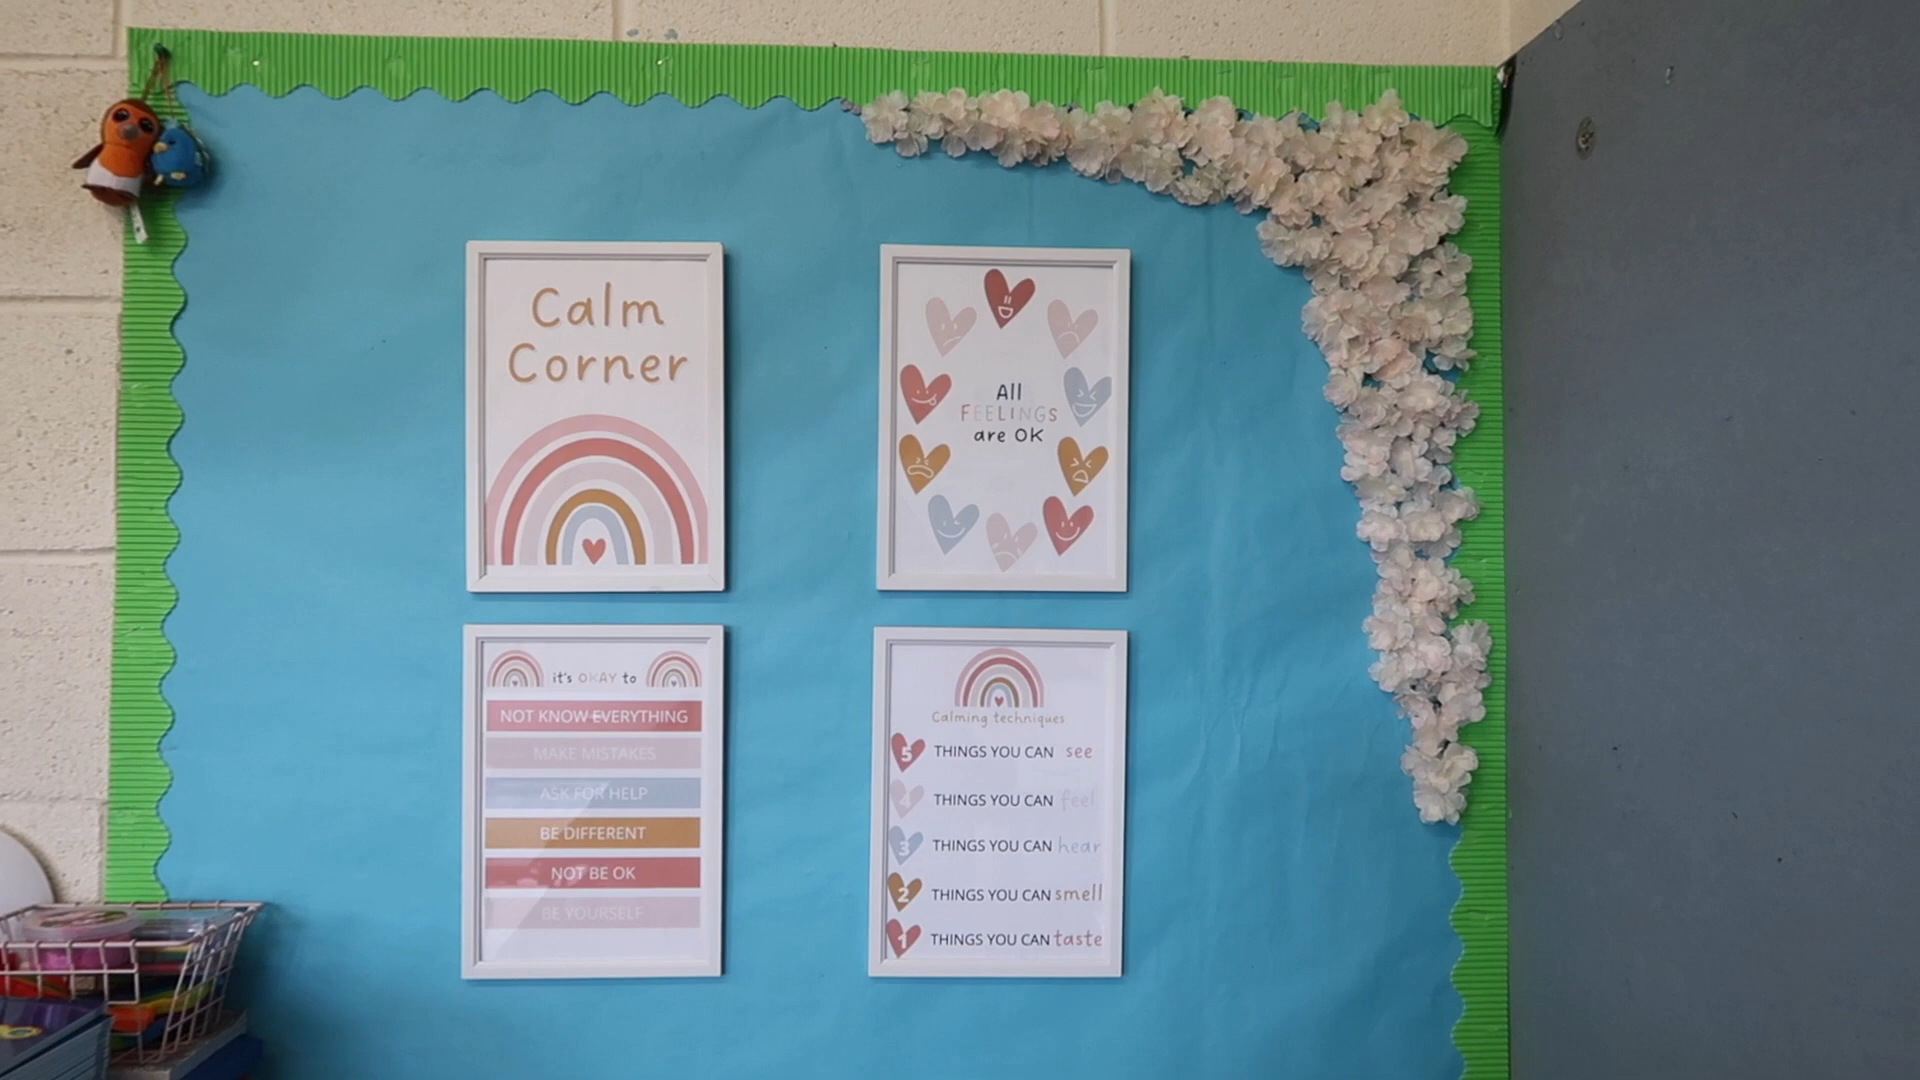 Calm
Corner
All
FEELINGS
are OK
it's OKAY to
NOT KNOW EVERYTHING
MAKE MISTAKES
ASK FOR HELP
BE DIFFERENT
NOT BE OK
BE YOURSELF
Calming techniques
5 THINGS YOU CAN see
4 THINGS YOU CAN feel
3 THINGS YOU CAN hear
2 THINGS YOU CAN smell
1 THINGS YOU CAN taste